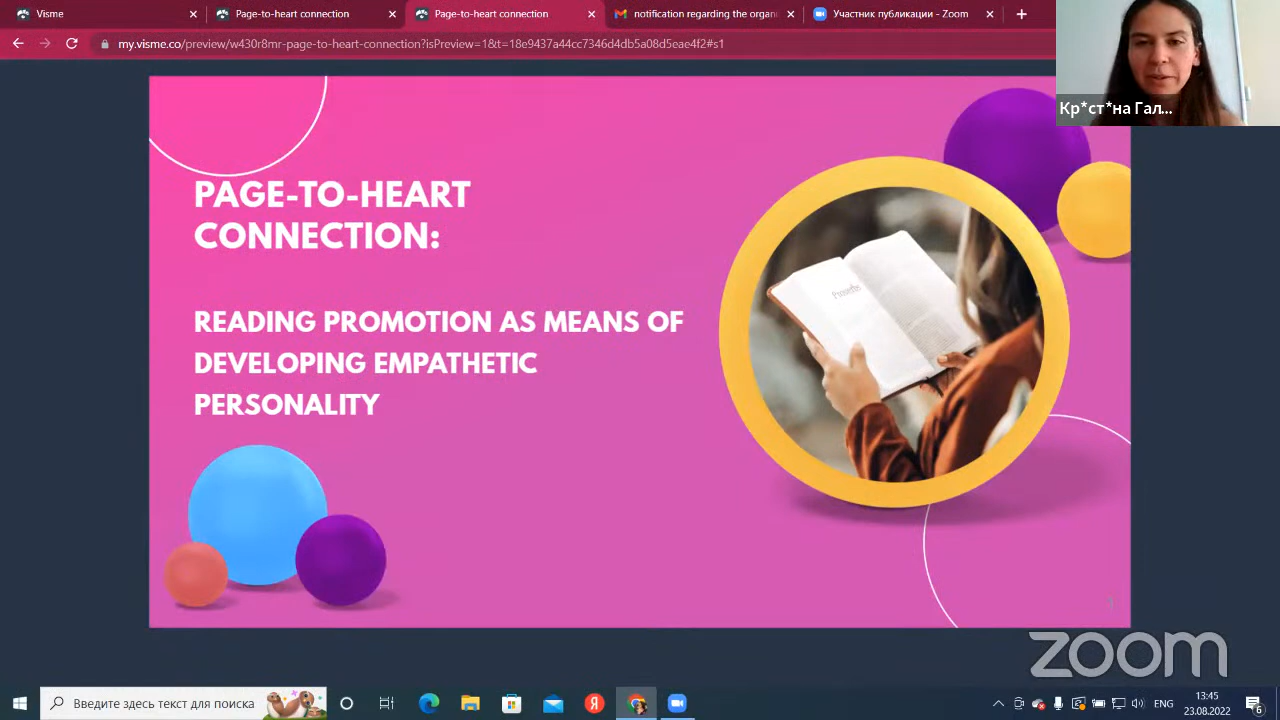 Visme
Page-to-heart connection
Page-to-heart connection
notification regarding the organi
Участник публикации - Zoom
my.visme.co/preview/w430r8mr-page-to-heart-connection?isPreview=1&t=18e9437a44cc7346d4db5a08d5eae4f2#s1
Кр*ст*на Гал...
PAGE-TO-HEART
CONNECTION:
READING PROMOTION AS MEANS OF
DEVELOPING EMPATHETIC
PERSONALITY
Proverbs
zoom
Введите здесь текст для поиска
ENG
13:45
23.08.2022
6